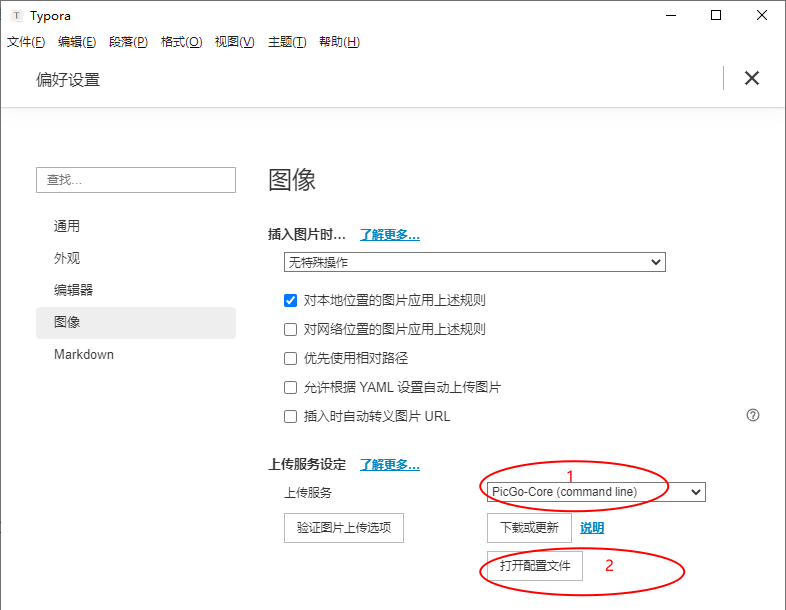 T Typora
文件(F) 编辑(E) 段落(P) 格式(O) 视图(V) 主题(T) 帮助(H)
偏好设置
查找...
通用
外观
编辑器
图像
Markdown
图像
插入图片时... 了解更多...
无特殊操作
对本地位置的图片应用上述规则
对网络位置的图片应用上述规则
优先使用相对路径
允许根据 YAML 设置自动上传图片
插入时自动转义图片 URL
?
上传服务设定 了解更多...
1
上传服务 PicGo-Core (command line)
验证图片上传选项 下载或更新 说明
打开配置文件 2